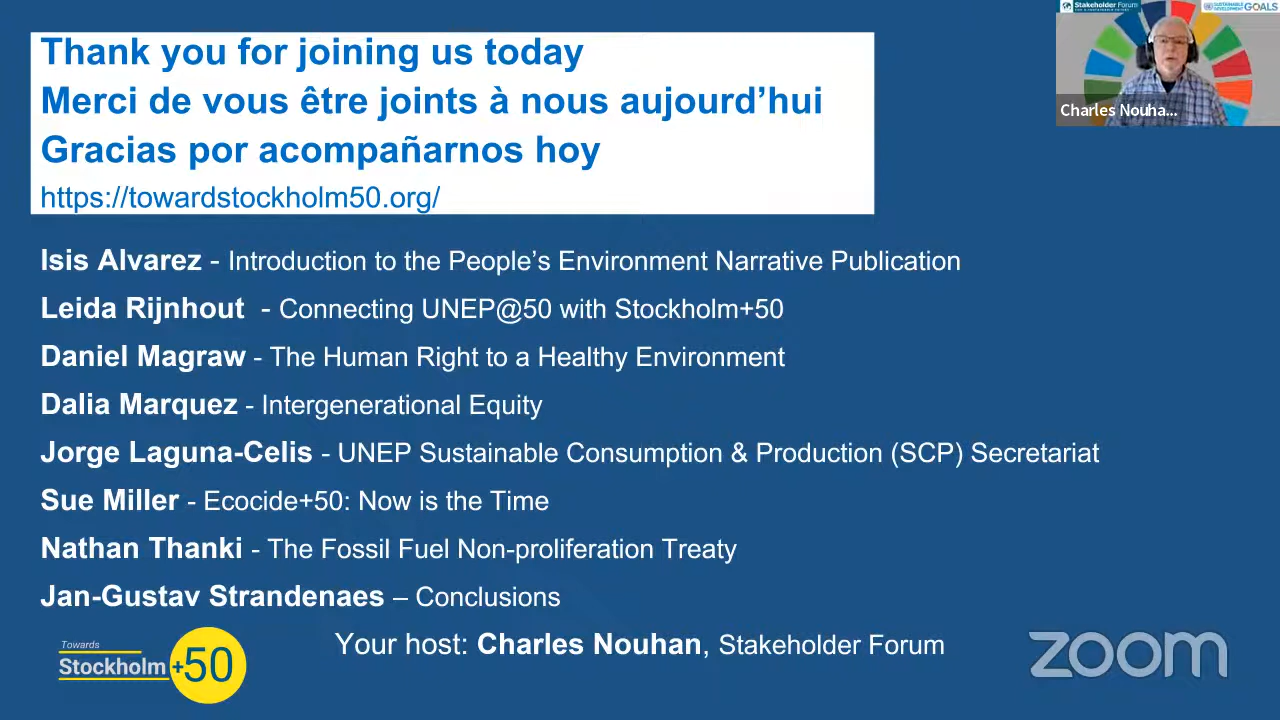 Thank you for joining us today
Merci de vous être joints à nous aujourd’hui
Gracias por acompañarnos hoy
https://towardstockholm50.org/
Isis Alvarez - Introduction to the People’s Environment Narrative Publication
Leida Rijnhout - Connecting UNEP@50 with Stockholm+50
Daniel Magraw - The Human Right to a Healthy Environment
Dalia Marquez - Intergenerational Equity
Jorge Laguna-Celis - UNEP Sustainable Consumption & Production (SCP) Secretariat
Sue Miller - Ecocide+50: Now is the Time
Nathan Thanki - The Fossil Fuel Non-proliferation Treaty
Jan-Gustav Strandenaes – Conclusions
Your host: Charles Nouhan, Stakeholder Forum
Towards
Stockholm +50
zoom
Stakeholder Forum
SUSTAINABLE DEVELOPMENT GOALS
Charles Nouha...